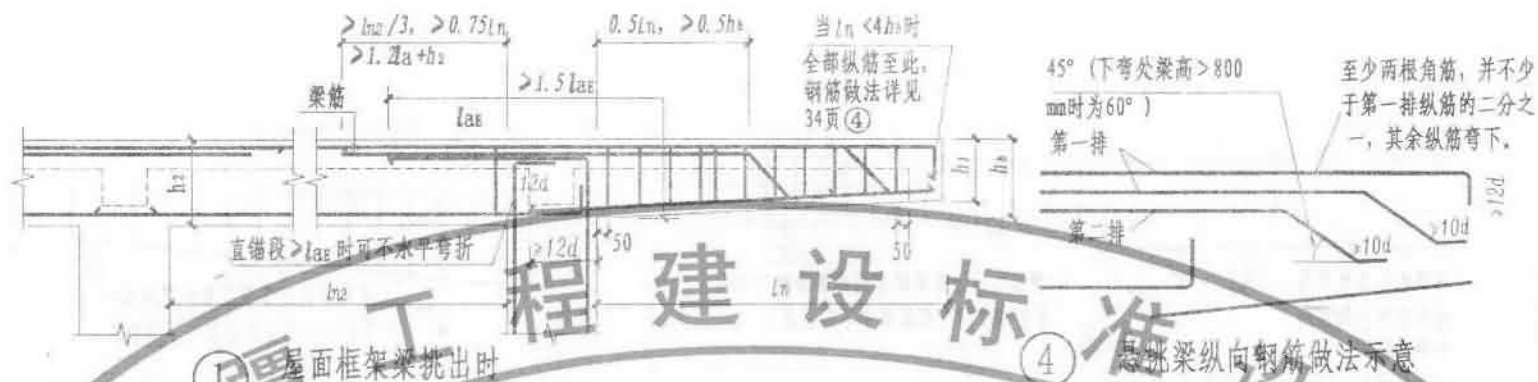 >ln2/3, >0.75ln
>1.2la+h2
0.5ln, >0.5hb
>1.5laE
梁筋
laE
当ln<4hb时
全部纵筋至此,
钢筋做法详见
34页④
h2
h1
hb
12d
直锚段>laE时可不水平弯折
≥12d
50
50
ln2
ln
① 屋面框架梁挑出时
45° (下弯处梁高>800
mm时为60°)
第一排
第二排
至少两根角筋, 并不少
于第一排纵筋的二分之
一, 其余纵筋弯下。
≥12d
≥10d
≥10d
④ 悬挑梁纵向钢筋做法示意
工程建设标准